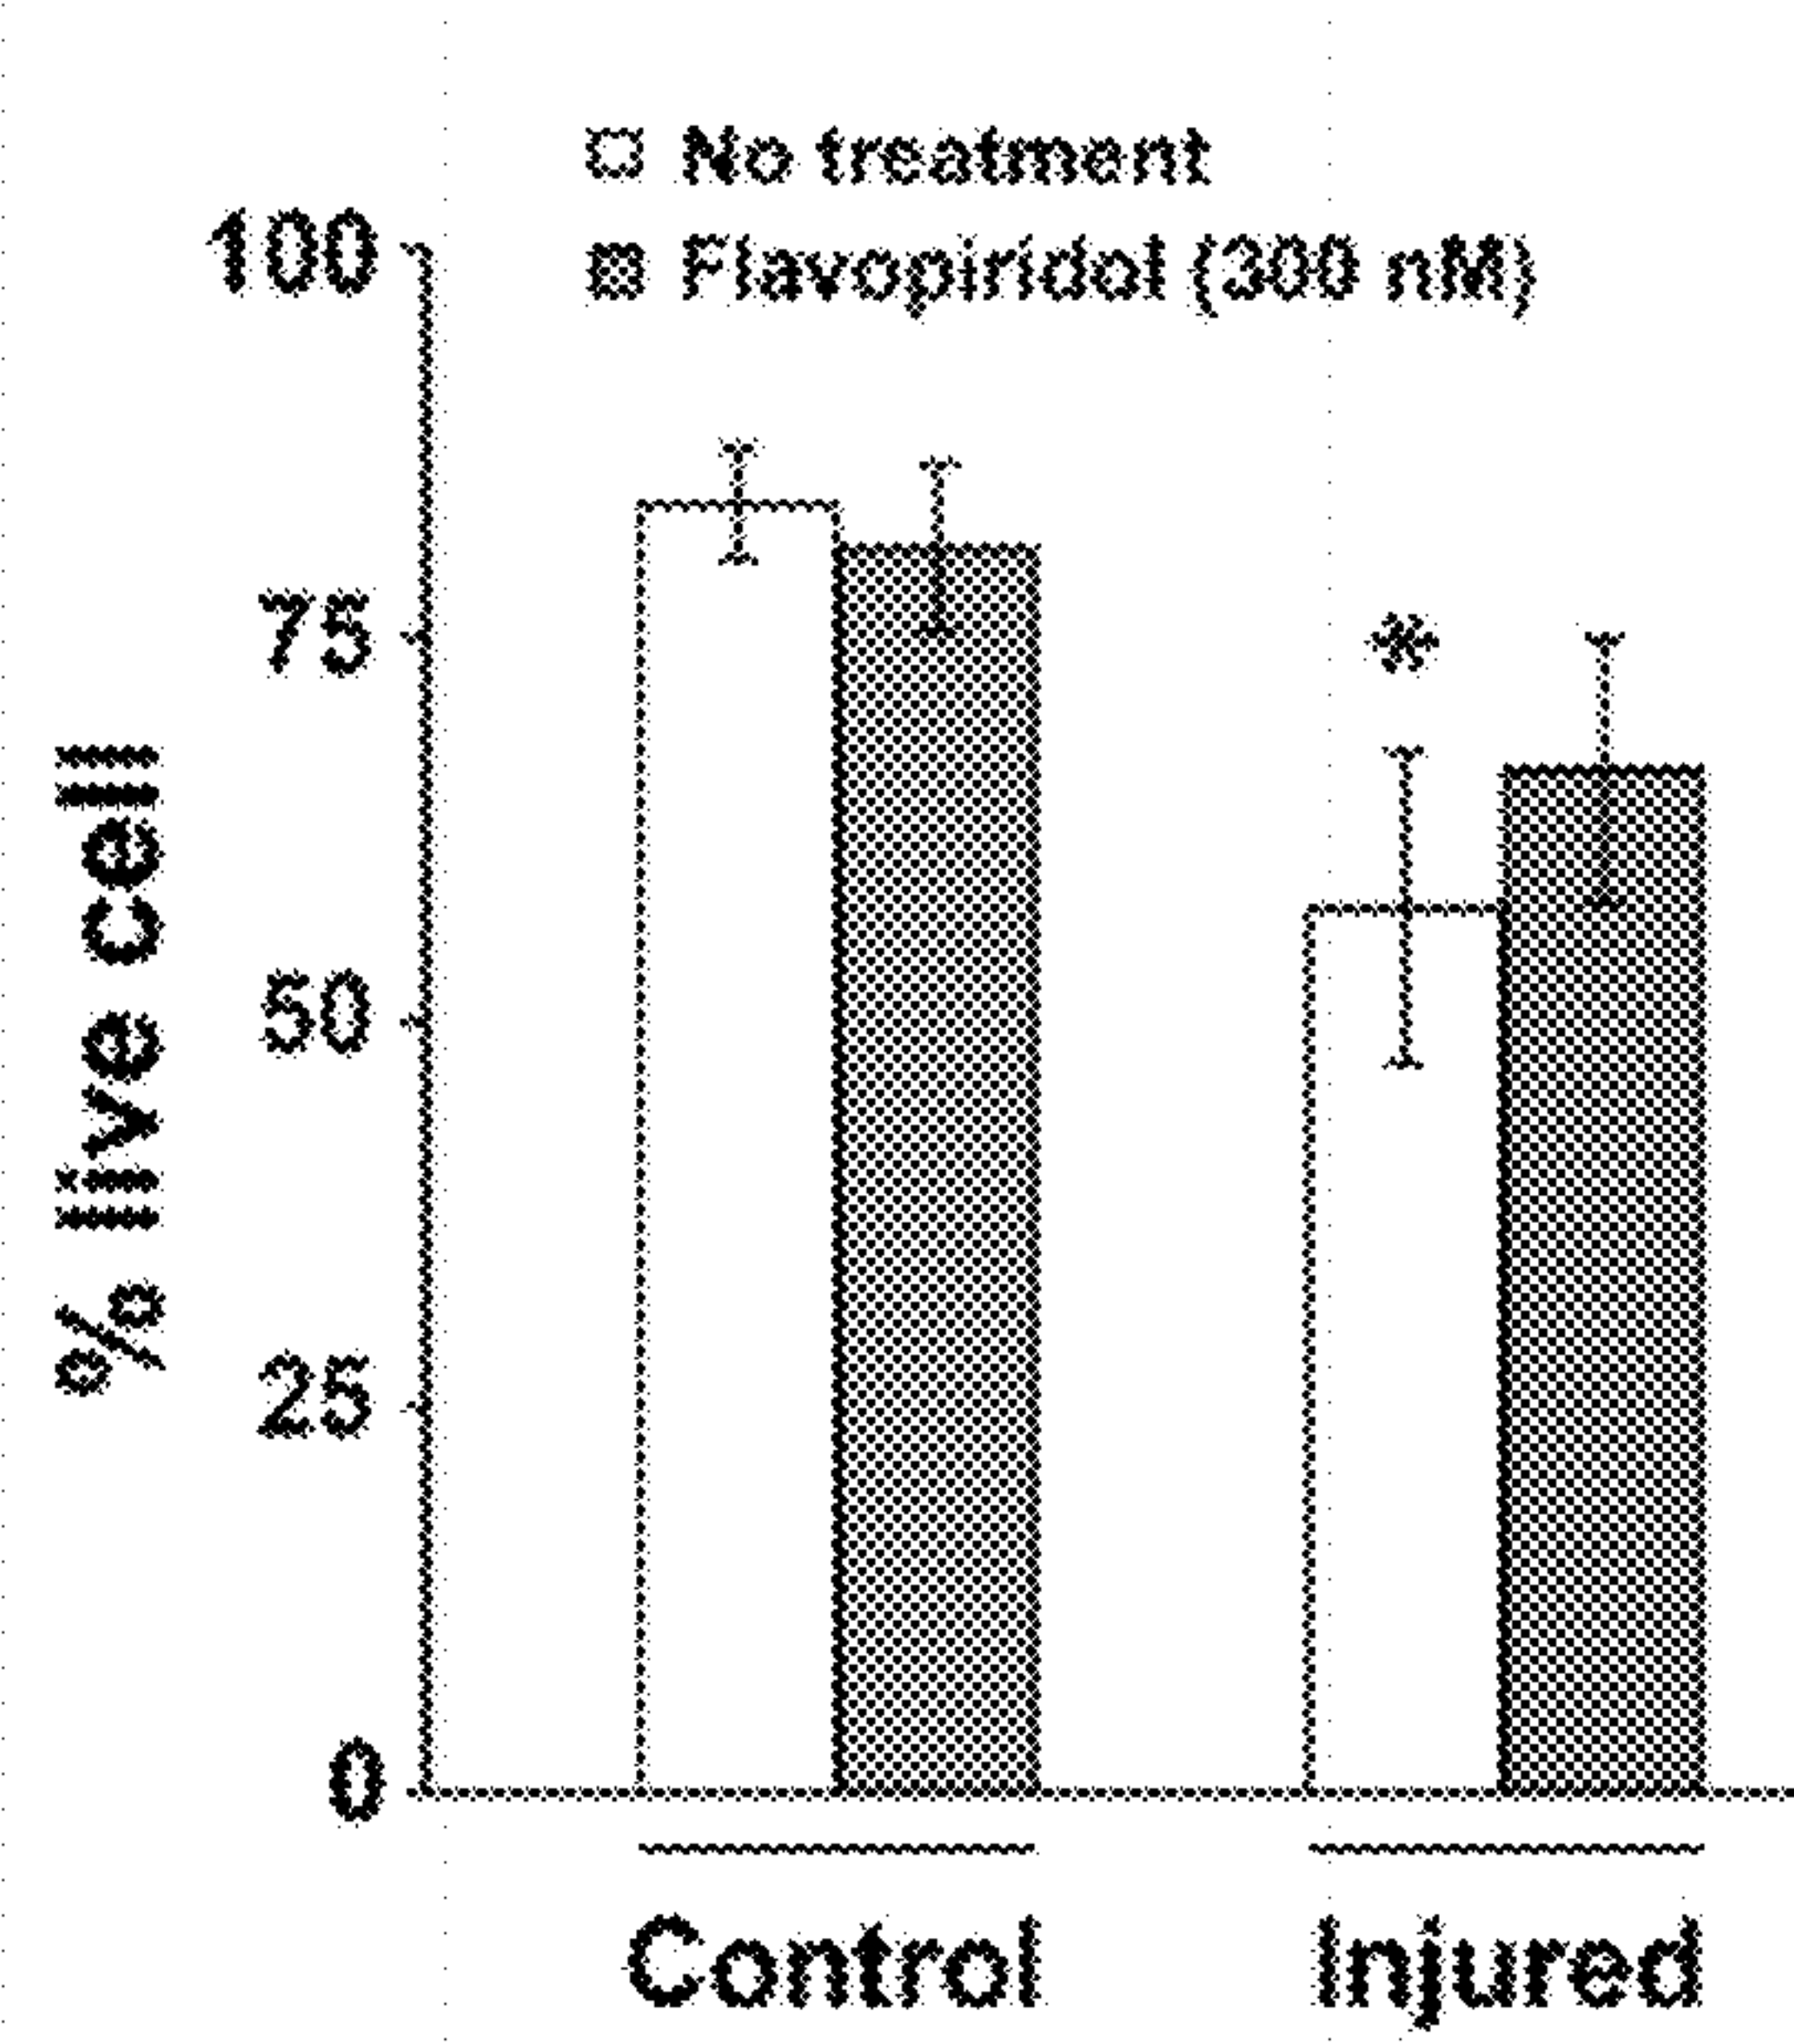 No treatment
Flavopiridol (300 nM)
100
75
50
25
0
% live cell
*
Control
Injured